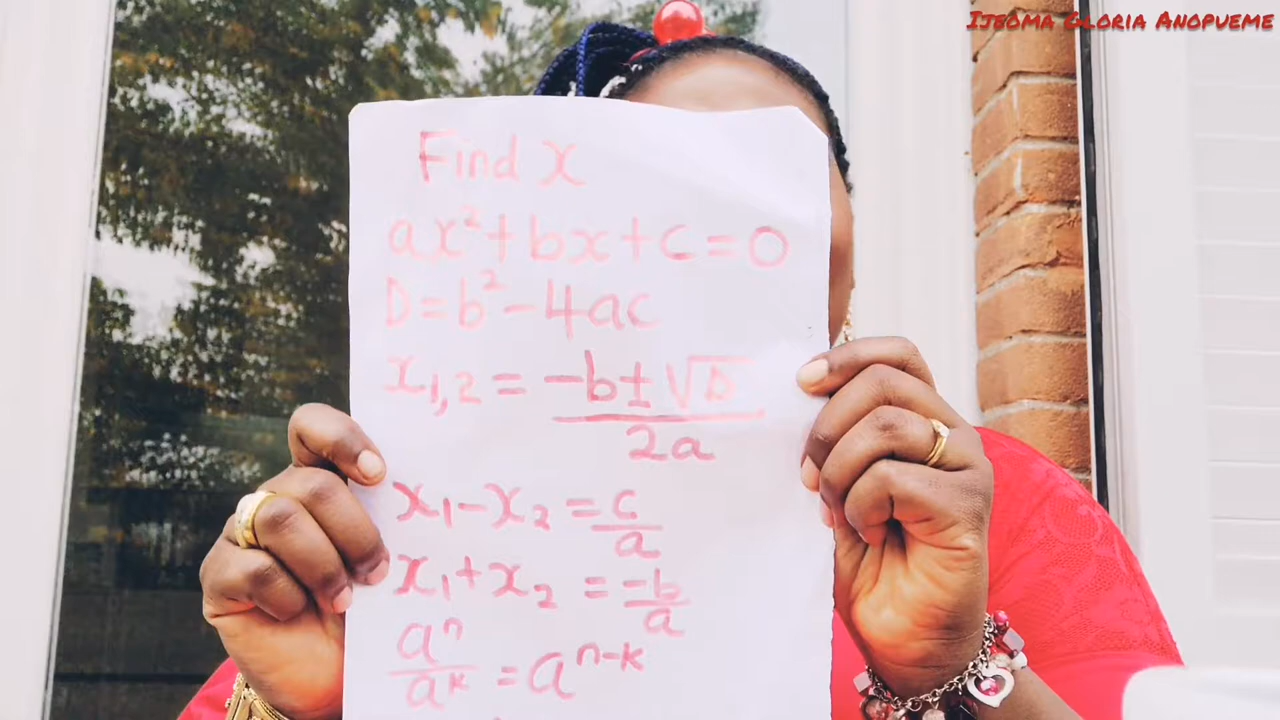 IJEOMA GLORIA ANOPUEME
Find x
ax²+bx+c=0
D=b²-4ac
x₁,₂ = (-b±√D)/2a
x₁-x₂ = c/a
x₁+x₂ = -b/a
aⁿ/aᵏ = aⁿ⁻ᵏ